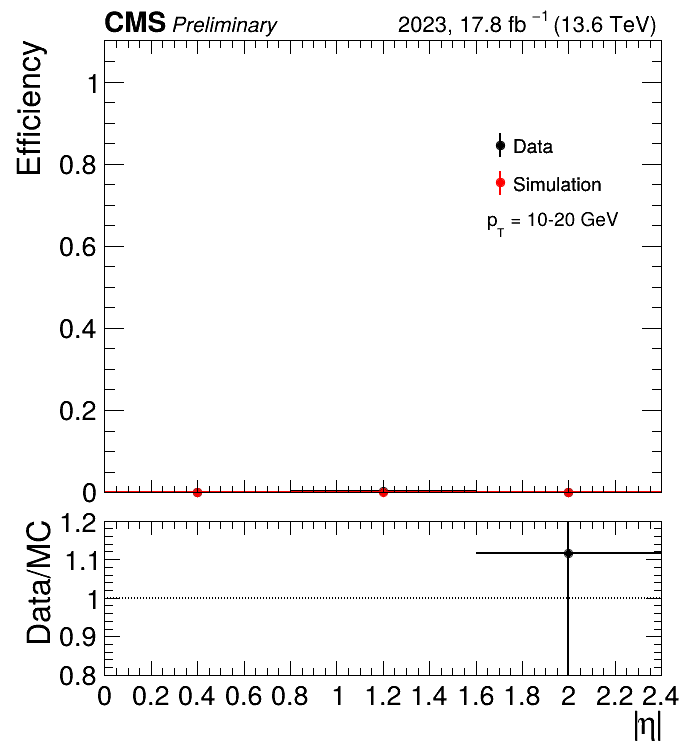 CMS Preliminary 2023, 17.8 fb⁻¹ (13.6 TeV)
Efficiency
1
0.8
0.6
0.4
0.2
0
Data
Simulation
p_T = 10-20 GeV
Data/MC
1.2
1.1
1
0.9
0.8
0 0.2 0.4 0.6 0.8 1 1.2 1.4 1.6 1.8 2 2.2 2.4
|η|